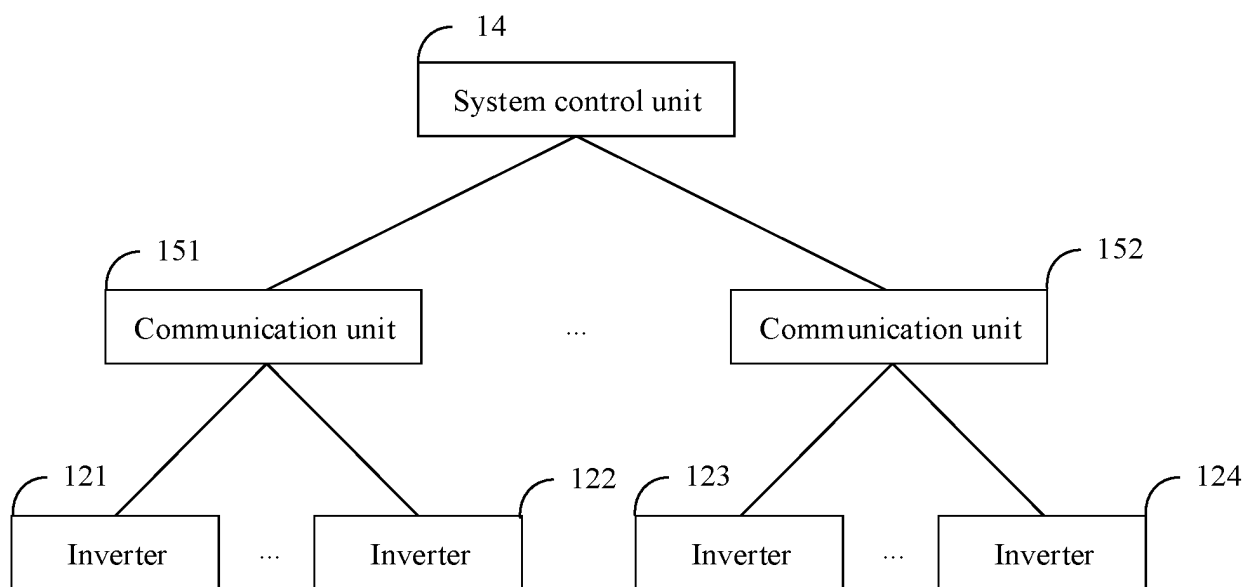 14
System control unit
151
152
Communication unit ... Communication unit
121 122 123 124
Inverter ... Inverter Inverter ... Inverter